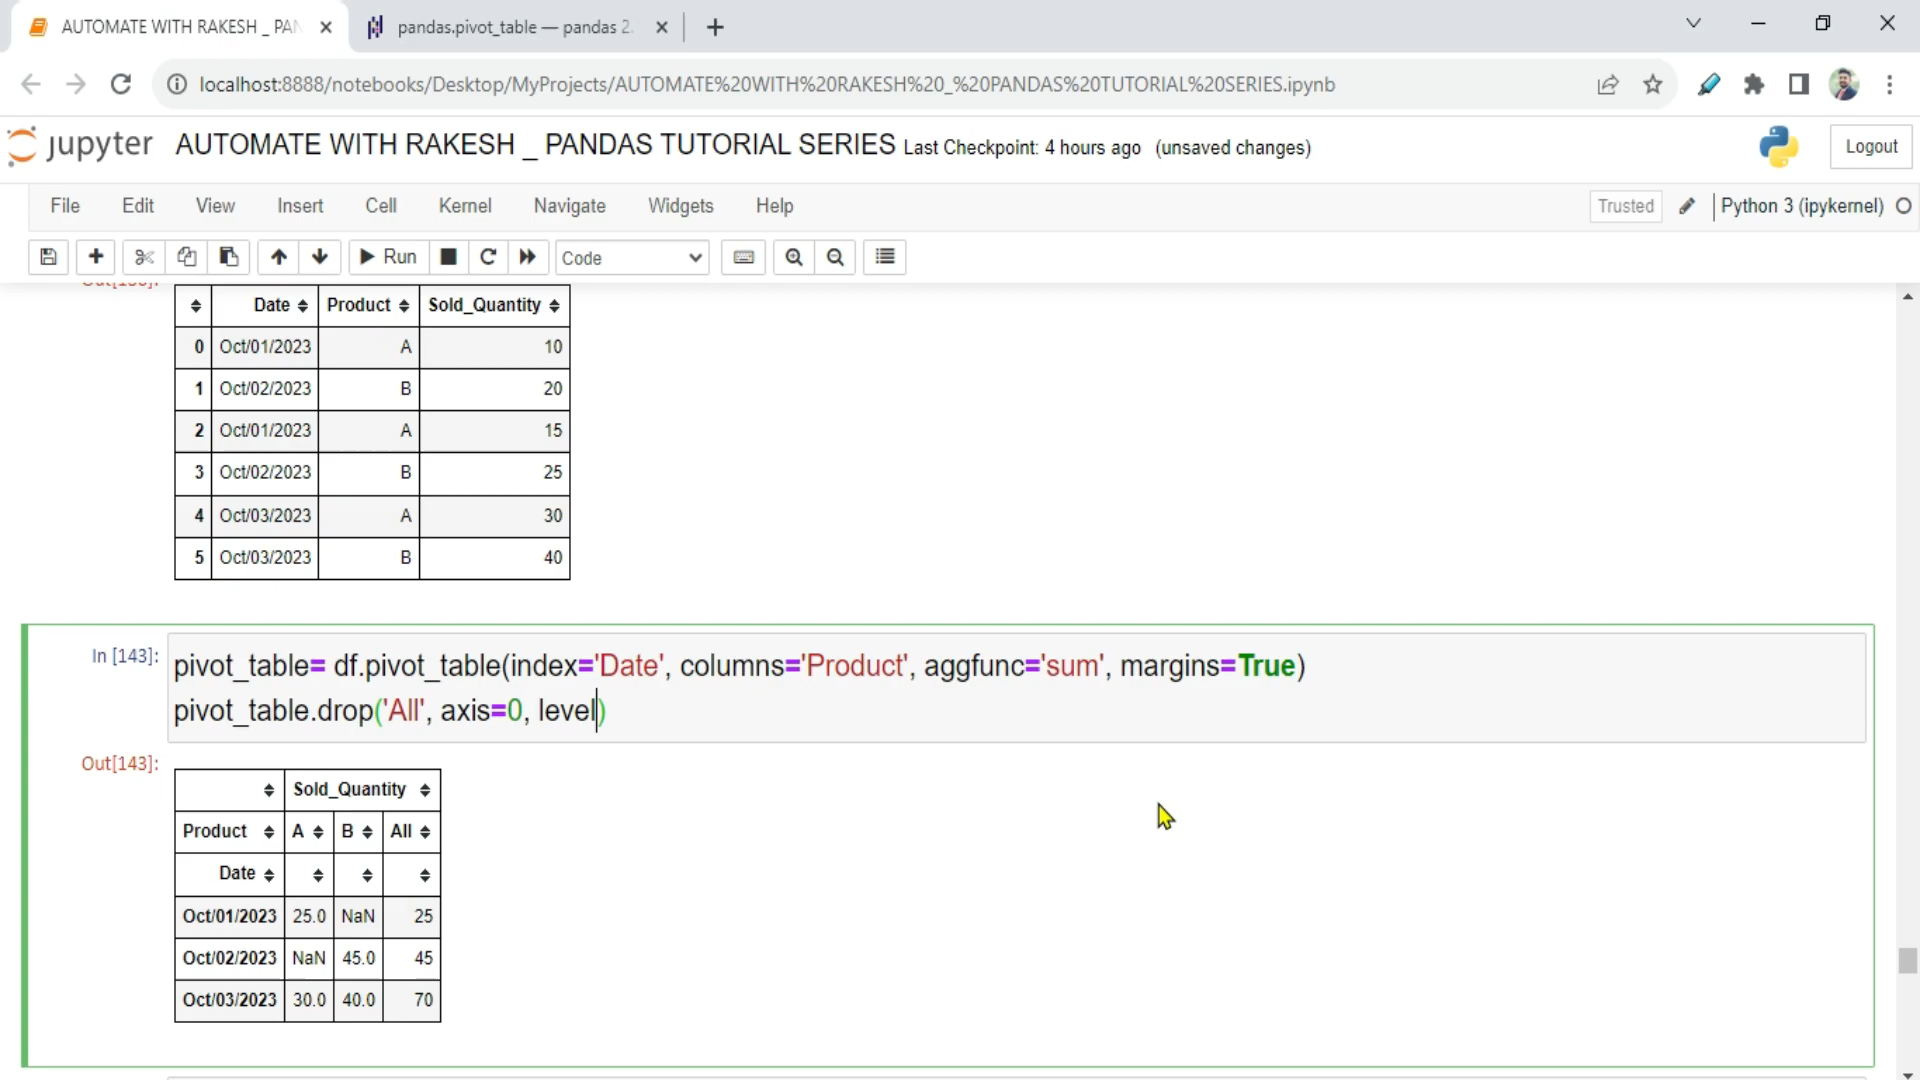 AUTOMATE WITH RAKESH _ PAN
pandas.pivot_table — pandas 2.
localhost:8888/notebooks/Desktop/MyProjects/AUTOMATE%20WITH%20RAKESH%20_%20PANDAS%20TUTORIAL%20SERIES.ipynb
jupyter AUTOMATE WITH RAKESH _ PANDAS TUTORIAL SERIES Last Checkpoint: 4 hours ago (unsaved changes) Logout
File Edit View Insert Cell Kernel Navigate Widgets Help Trusted Python 3 (ipykernel)
Run Code
Date Product Sold_Quantity
0 Oct/01/2023 A 10
1 Oct/02/2023 B 20
2 Oct/01/2023 A 15
3 Oct/02/2023 B 25
4 Oct/03/2023 A 30
5 Oct/03/2023 B 40
In [143]: pivot_table= df.pivot_table(index='Date', columns='Product', aggfunc='sum', margins=True)
pivot_table.drop('All', axis=0, level)
Out[143]:
Sold_Quantity
Product A B All
Date
Oct/01/2023 25.0 NaN 25
Oct/02/2023 NaN 45.0 45
Oct/03/2023 30.0 40.0 70